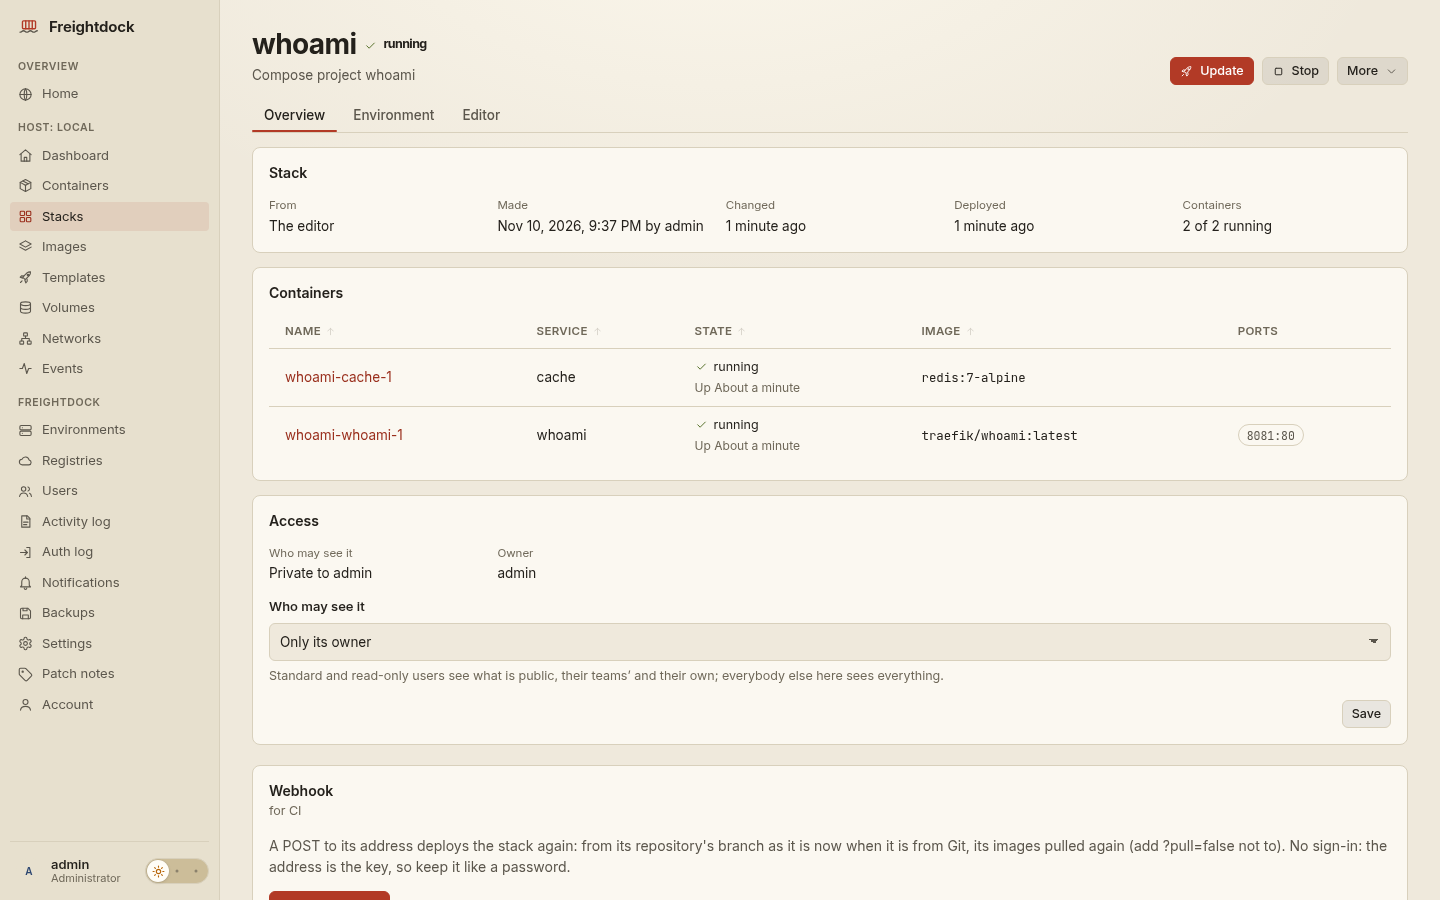 Freightdock
OVERVIEW
Home
HOST: LOCAL
Dashboard
Containers
Stacks
Images
Templates
Volumes
Networks
Events
FREIGHTDOCK
Environments
Registries
Users
Activity log
Auth log
Notifications
Backups
Settings
Patch notes
Account
A
admin
Administrator
whoami
running
Compose project whoami
Update
Stop
More
Overview
Environment
Editor
Stack
From
Made
Changed
Deployed
Containers
The editor
Nov 10, 2026, 9:37 PM by admin
1 minute ago
1 minute ago
2 of 2 running
Containers
NAME ↑
SERVICE ↑
STATE ↑
IMAGE ↑
PORTS
whoami-cache-1
cache
running
Up About a minute
redis:7-alpine
whoami-whoami-1
whoami
running
Up About a minute
traefik/whoami:latest
8081:80
Access
Who may see it
Owner
Private to admin
admin
Who may see it
Only its owner
Standard and read-only users see what is public, their teams’ and their own; everybody else here sees everything.
Save
Webhook
for CI
A POST to its address deploys the stack again: from its repository's branch as it is now when it is from Git, its images pulled again (add ?pull=false not to). No sign-in: the
address is the key, so keep it like a password.